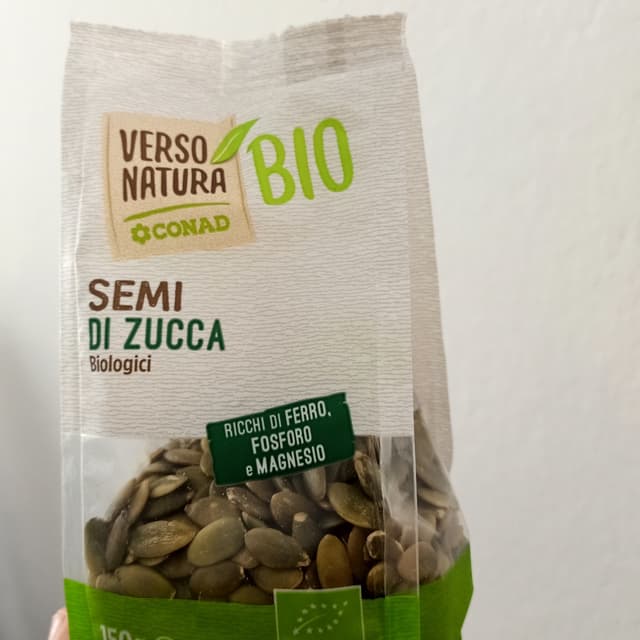 VERSO
NATURA
CONAD
BIO
SEMI
DI ZUCCA
Biologici
RICCHI DI FERRO,
FOSFORO
e MAGNESIO